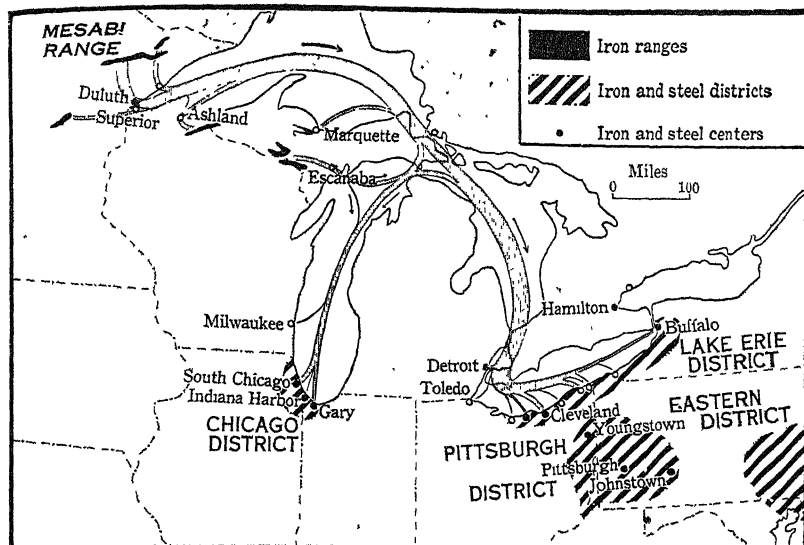 MESABI
RANGE
Duluth
Superior
Ashland
Marquette
Escanaba
Iron ranges
Iron and steel districts
Iron and steel centers
Miles
0 100
Milwaukee
South Chicago
Indiana Harbor
Gary
CHICAGO
DISTRICT
Hamilton
Buffalo
LAKE ERIE
DISTRICT
Detroit
Toledo
Cleveland
EASTERN
DISTRICT
Youngstown
PITTSBURGH
DISTRICT
Pittsburgh
Johnstown